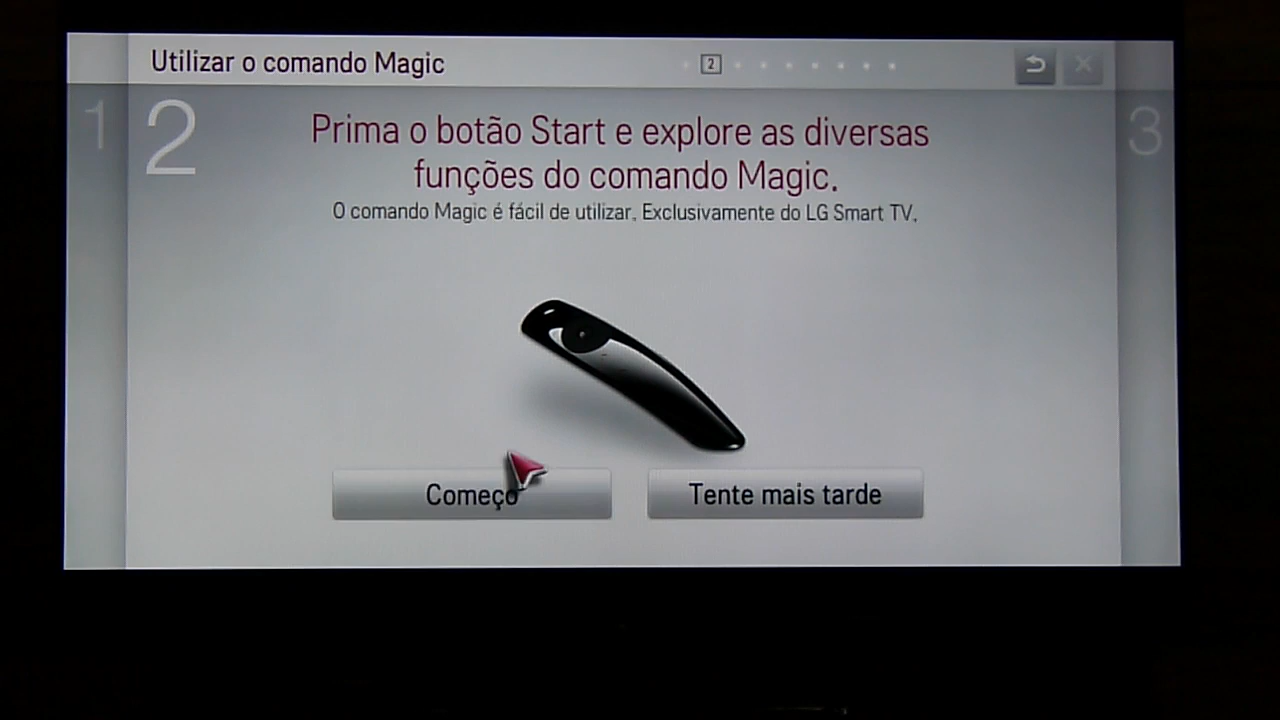 Utilizar o comando Magic
2
1
2
3
Prima o botão Start e explore as diversas
funções do comando Magic.
O comando Magic é fácil de utilizar. Exclusivamente do LG Smart TV.
Começo
Tente mais tarde